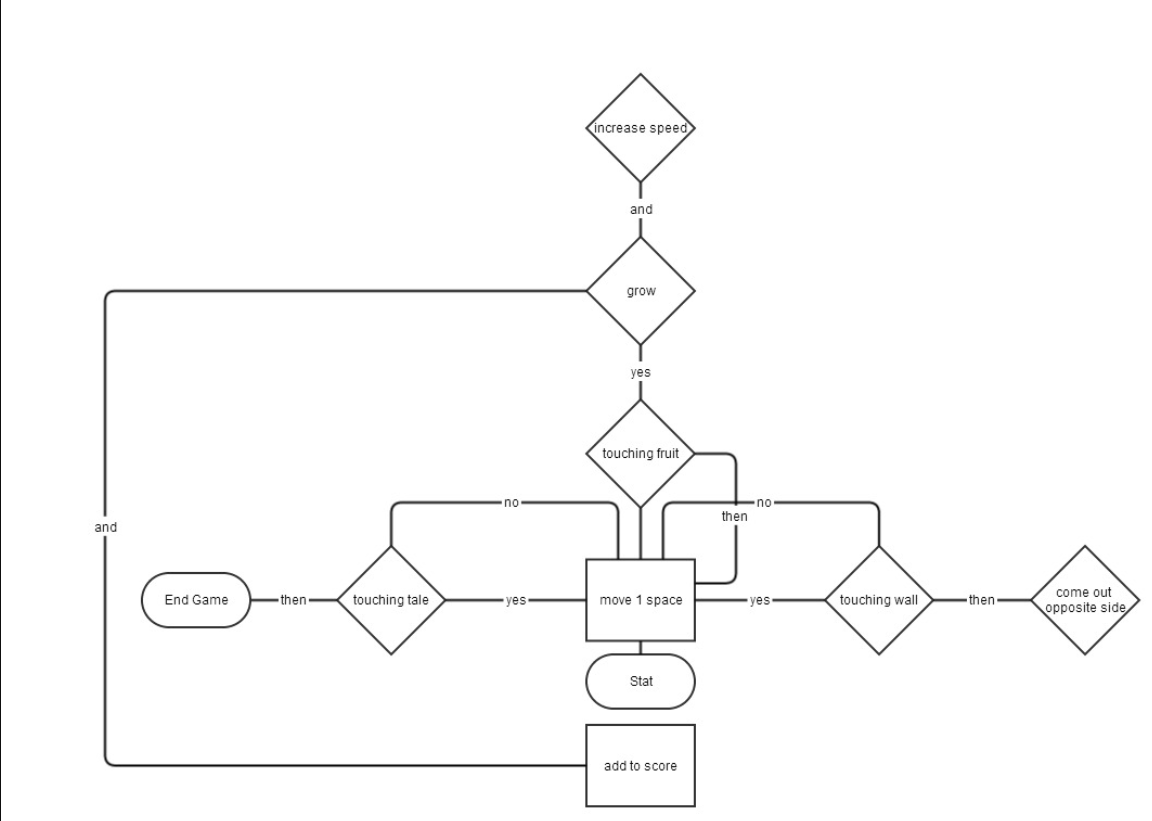 increase speed
and
grow
yes
touching fruit
no
no
then
and
End Game
then
touching tale
yes
move 1 space
yes
touching wall
then
come out
opposite side
Stat
add to score